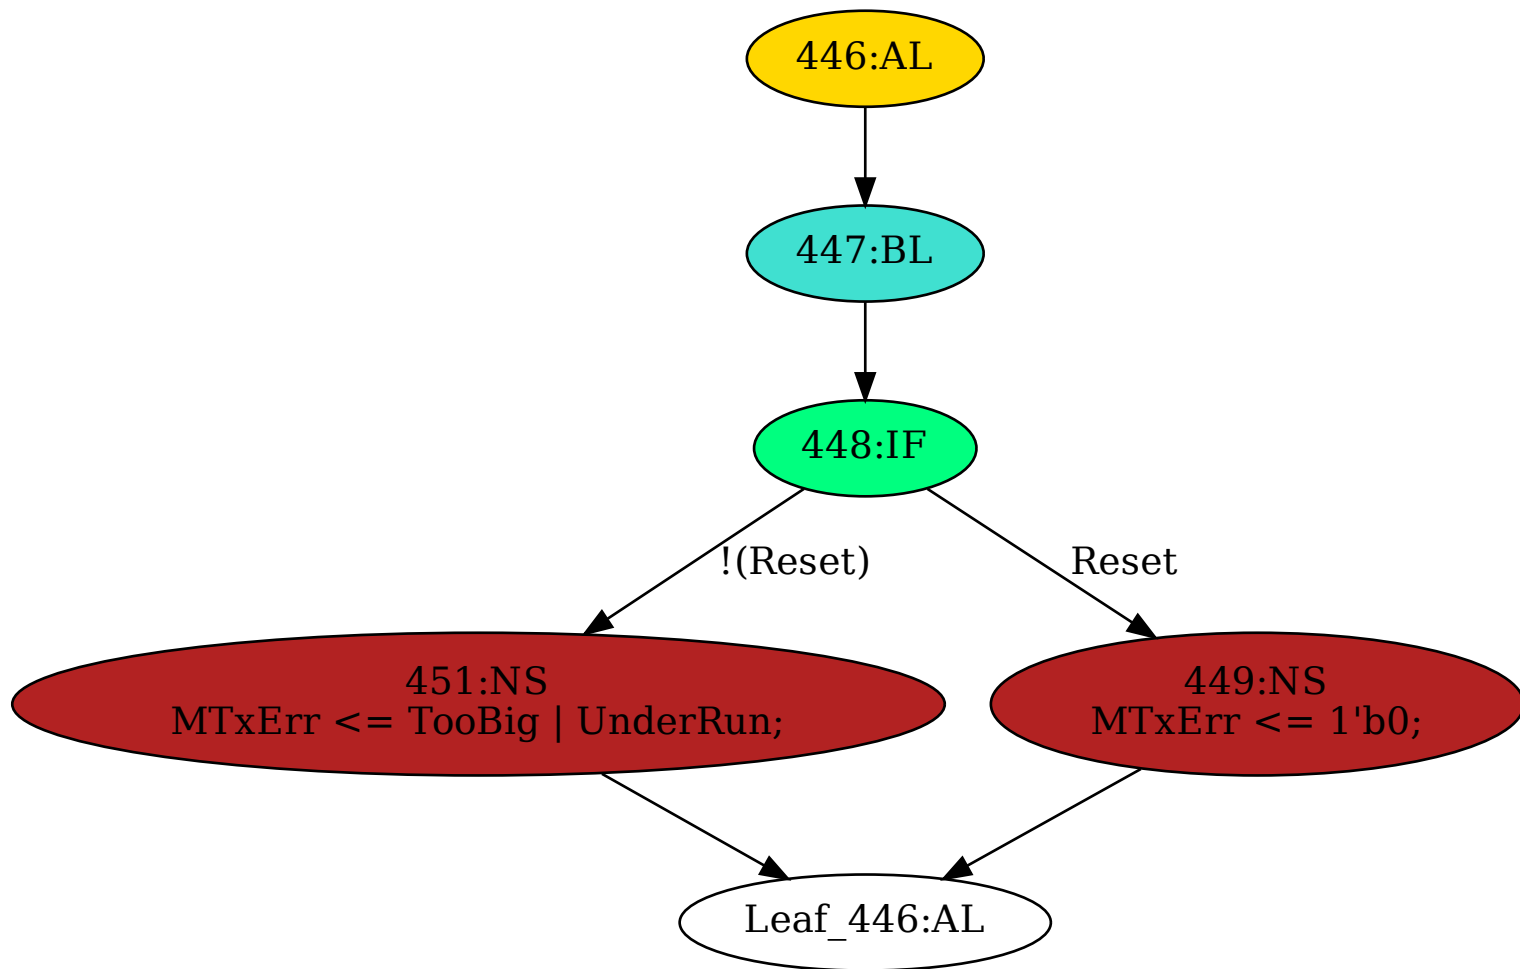 446:AL
447:BL
448:IF
!(Reset)
Reset
451:NS
MTxErr <= TooBig | UnderRun;
449:NS
MTxErr <= 1'b0;
Leaf_446:AL